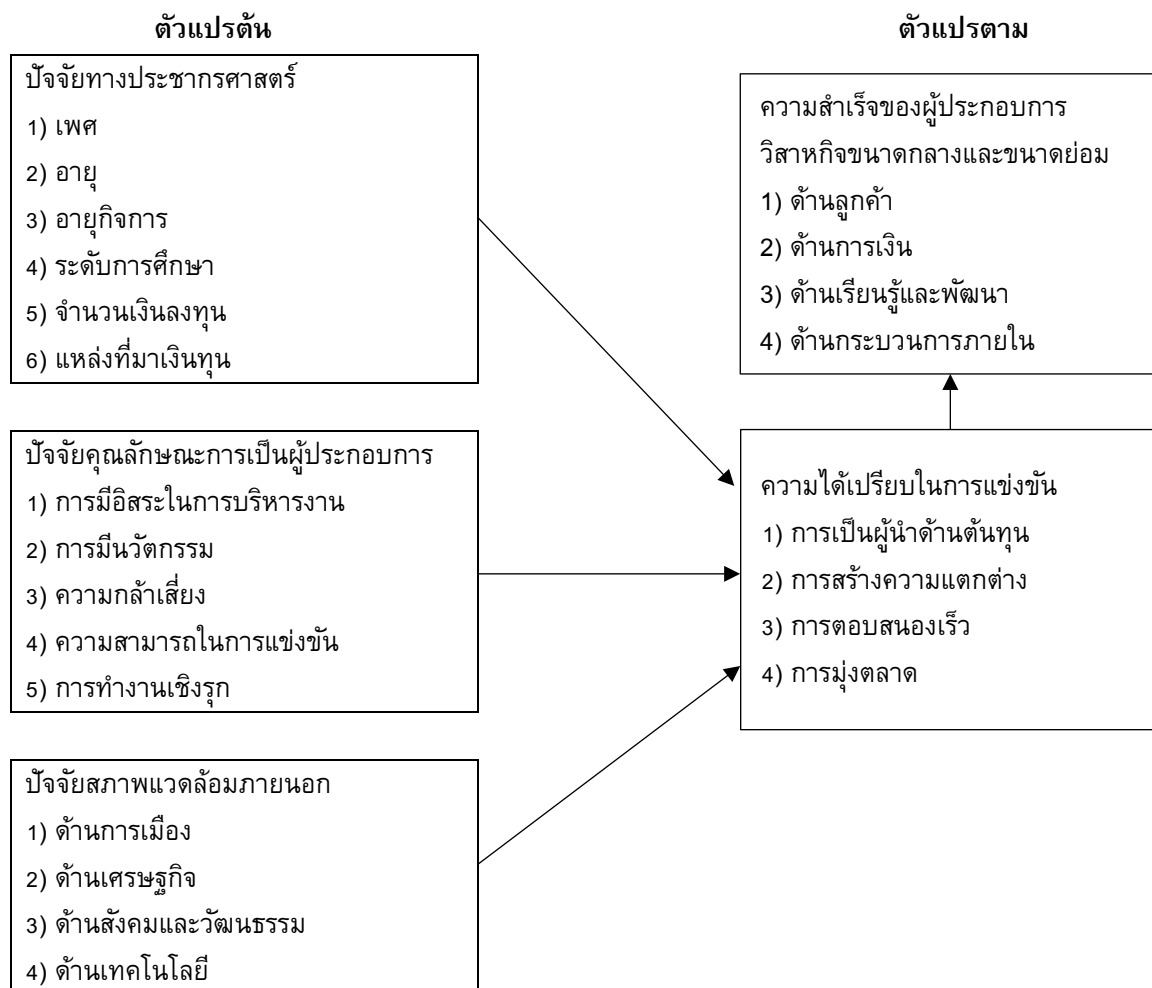 ตัวแปรต้น
ปัจจัยทางประชากรศาสตร์
1) เพศ
2) อายุ
3) อายุกิจการ
4) ระดับการศึกษา
5) จำนวนเงินลงทุน
6) แหล่งที่มาเงินทุน
ปัจจัยคุณลักษณะการเป็นผู้ประกอบการ
1) การมีอิสระในการบริหารงาน
2) การมีนวัตกรรม
3) ความกล้าเสี่ยง
4) ความสามารถในการแข่งขัน
5) การทำงานเชิงรุก
ปัจจัยสภาพแวดล้อมภายนอก
1) ด้านการเมือง
2) ด้านเศรษฐกิจ
3) ด้านสังคมและวัฒนธรรม
4) ด้านเทคโนโลยี
ตัวแปรตาม
ความสำเร็จของผู้ประกอบการ
วิสาหกิจขนาดกลางและขนาดย่อม
1) ด้านลูกค้า
2) ด้านการเงิน
3) ด้านเรียนรู้และพัฒนา
4) ด้านกระบวนการภายใน
ความได้เปรียบในการแข่งขัน
1) การเป็นผู้นำด้านต้นทุน
2) การสร้างความแตกต่าง
3) การตอบสนองเร็ว
4) การมุ่งตลาด